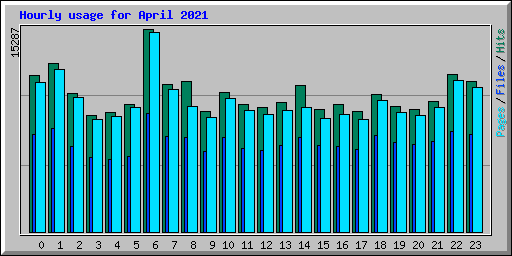 Hourly usage for April 2021
15287
Pages/Files/Hits
0 1 2 3 4 5 6 7 8 9 10 11 12 13 14 15 16 17 18 19 20 21 22 23